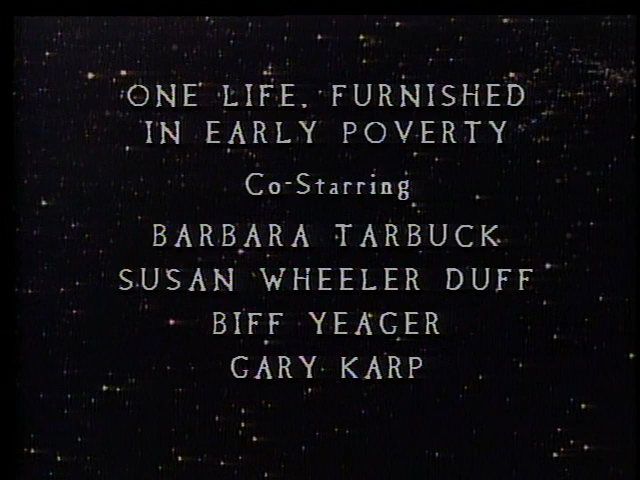 ONE LIFE, FURNISHED
IN EARLY POVERTY
Co-Starring
BARBARA TARBUCK
SUSAN WHEELER DUFF
BIFF YEAGER
GARY KARP